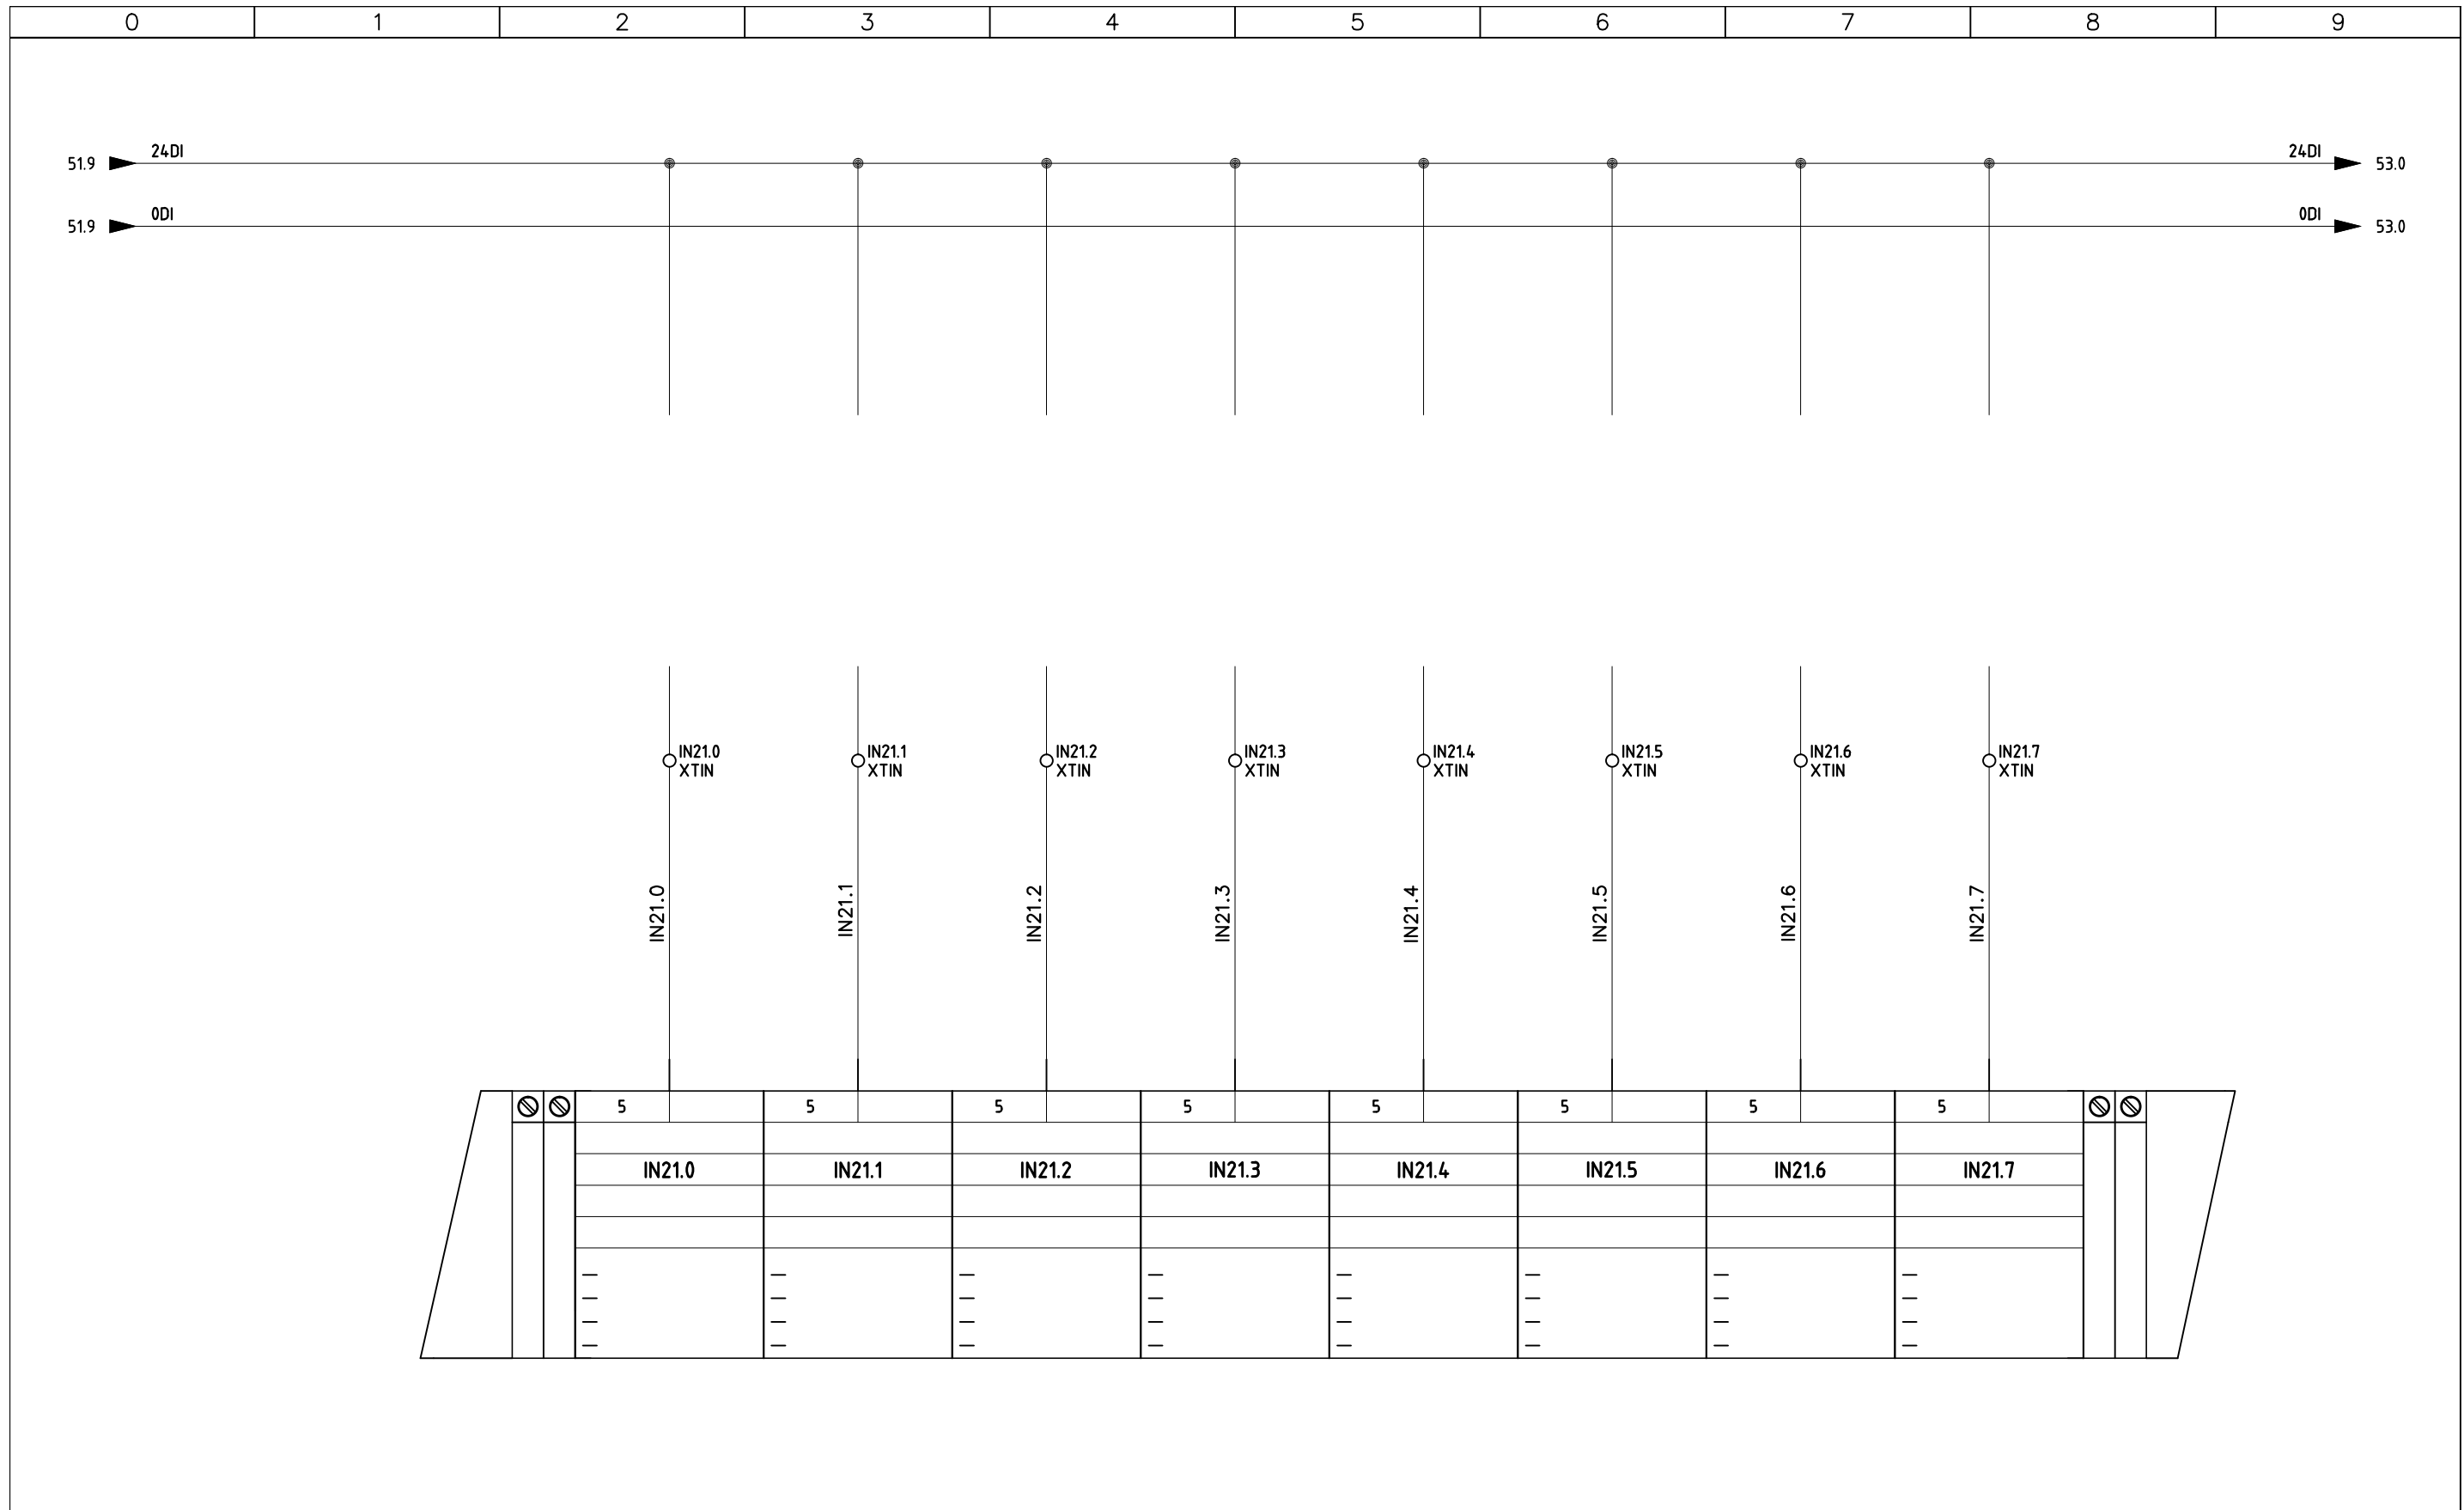 0 1 2 3 4 5 6 7 8 9
51.9 24DI 24DI 53.0
51.9 0DI 0DI 53.0
IN21.0 IN21.1 IN21.2 IN21.3 IN21.4 IN21.5 IN21.6 IN21.7
XTIN XTIN XTIN XTIN XTIN XTIN XTIN XTIN
IN21.0 IN21.1 IN21.2 IN21.3 IN21.4 IN21.5 IN21.6 IN21.7
5 5 5 5 5 5 5 5
IN21.0 IN21.1 IN21.2 IN21.3 IN21.4 IN21.5 IN21.6 IN21.7